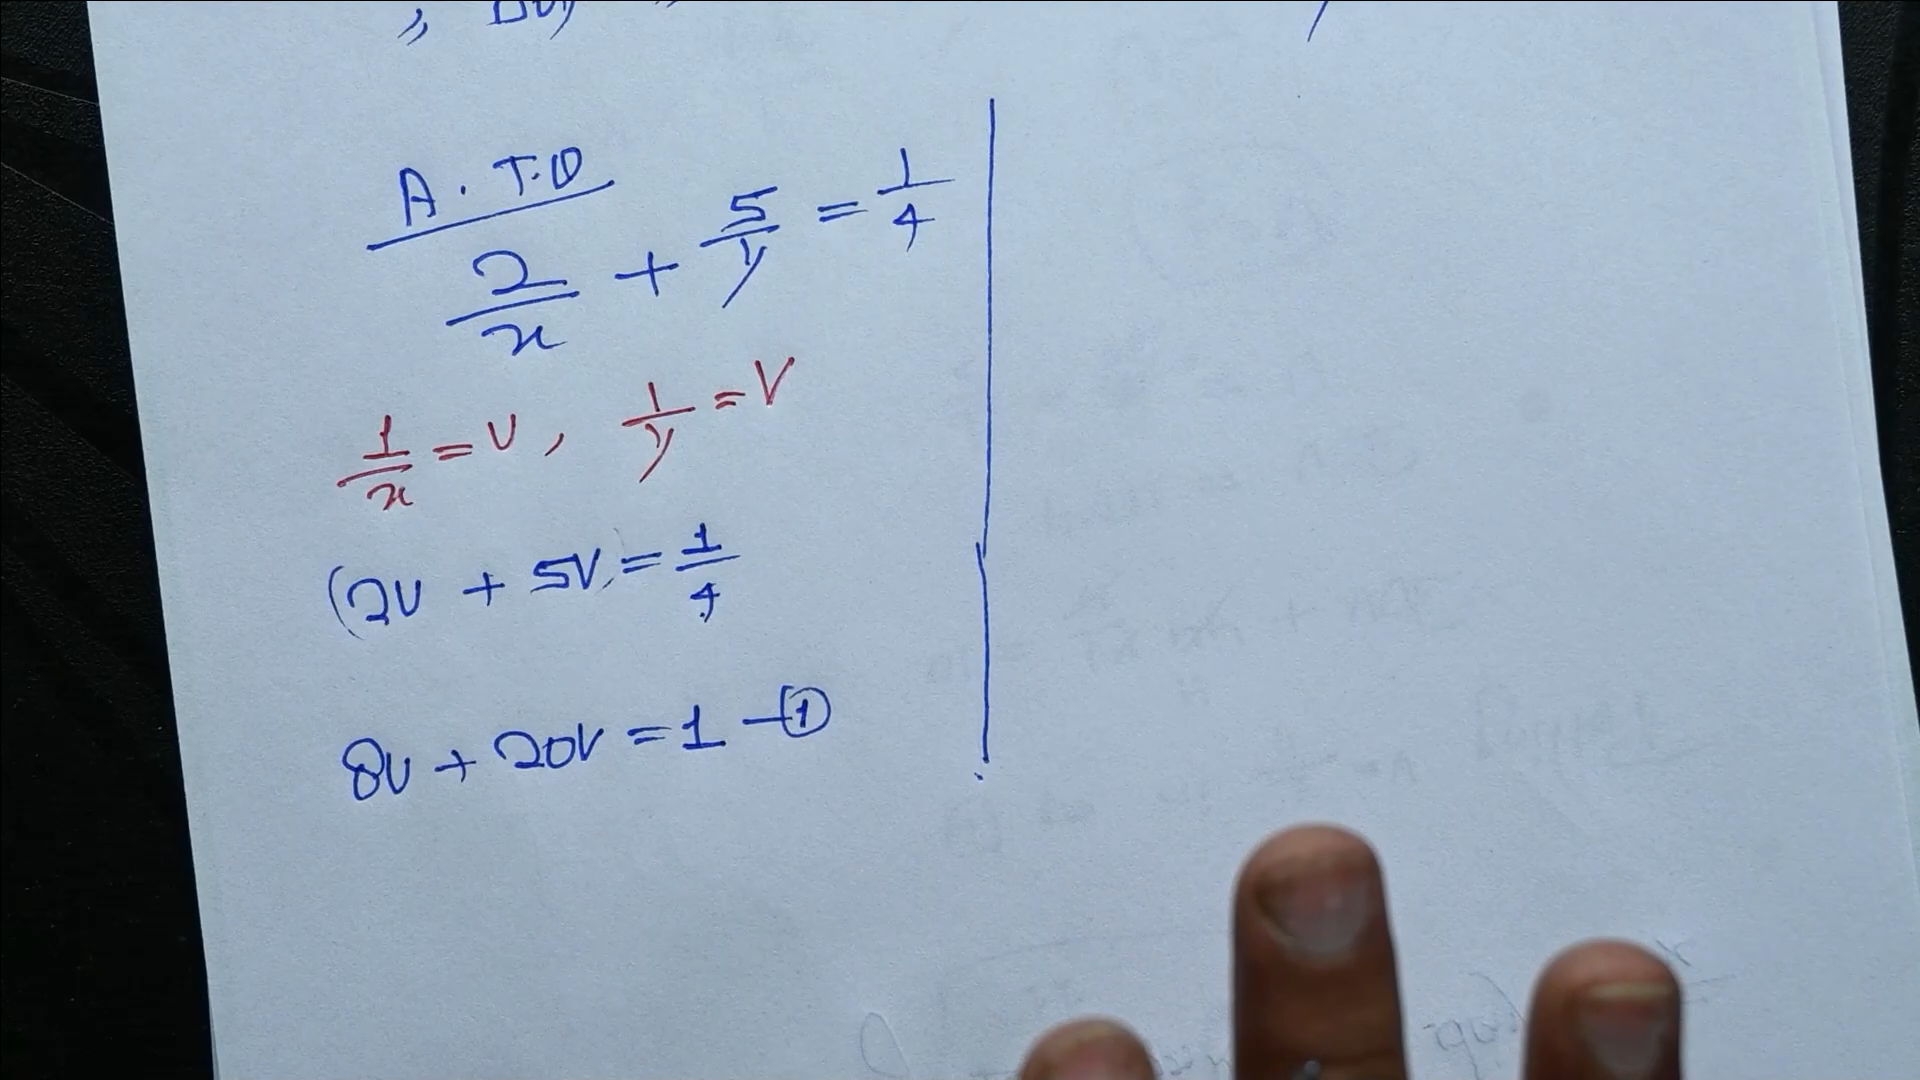 A.T.Q
2/x + 5/y = 1/4
1/x = u, 1/y = v
(2u + 5v) = 1/4
8u + 20v = 1 —①